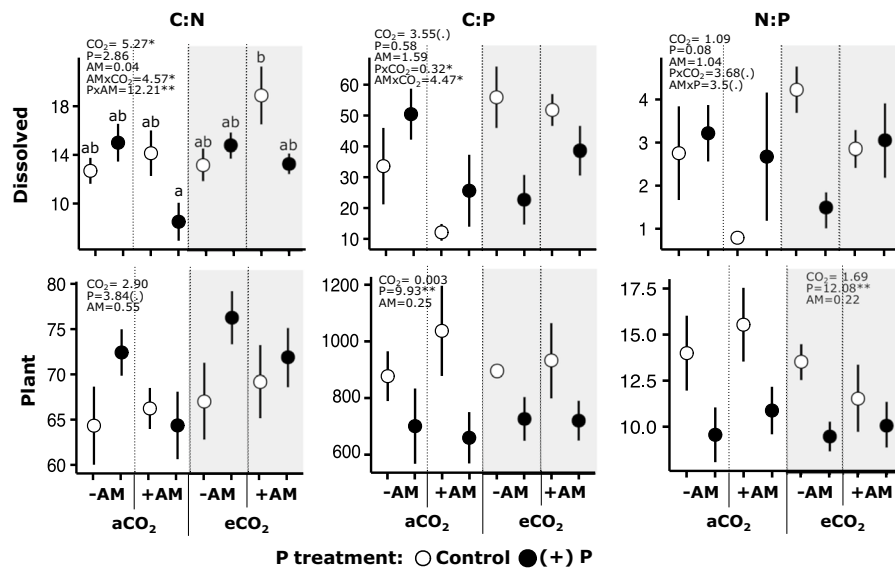 C:N
C:P
N:P
Dissolved
CO₂= 5.27*
P=2.86
AM=0.04
AMxCO₂=4.57*
PxAM=12.21**
18
14
10
ab
ab
ab
a
ab
ab
b
ab
CO₂= 3.55(.)
P=0.58
AM=1.59
PxCO₂=0.32*
AMxCO₂=4.47*
60
50
40
30
20
10
CO₂= 1.09
P=0.08
AM=1.04
PxCO₂=3.68(.)
AMxP=3.5(.)
4
3
2
1
Plant
CO₂= 2.90
P=3.84(.)
AM=0.55
80
75
70
65
60
CO₂= 0.003
P=9.93**
AM=0.25
1200
1000
800
600
CO₂= 1.69
P=12.08**
AM=0.22
17.5
15.0
12.5
10.0
-AM +AM -AM +AM
aCO₂ eCO₂
-AM +AM -AM +AM
aCO₂ eCO₂
-AM +AM -AM +AM
aCO₂ eCO₂
P treatment: Control (+) P